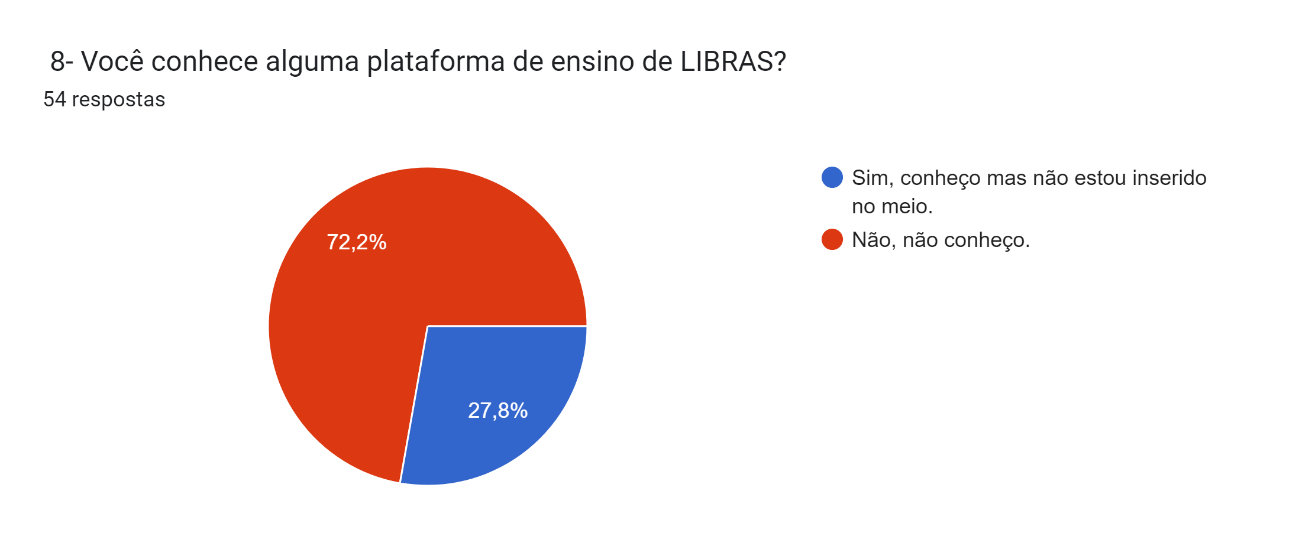 8- Você conhece alguma plataforma de ensino de LIBRAS?
54 respostas
Sim, conheço mas não estou inserido
no meio.
Não, não conheço.
72,2%
27,8%